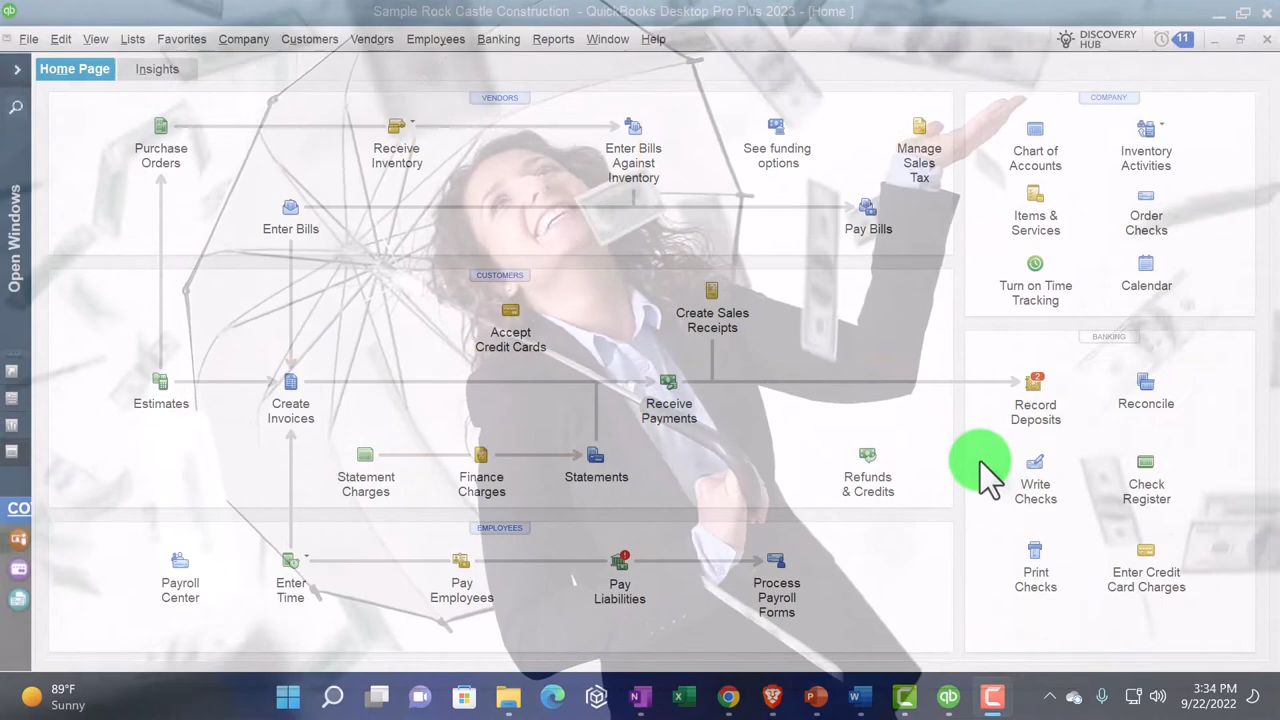 Sample Rock Castle Construction - QuickBooks Desktop Pro Plus 2023 - [Home ]
File Edit View Lists Favorites Company Customers Vendors Employees Banking Reports Window Help
DISCOVERY
HUB
11
Home Page
Insights
Open Windows
VENDORS
Purchase
Orders
Receive
Inventory
Enter Bills
Against
Inventory
See funding
options
Manage
Sales
Tax
Enter Bills
Pay Bills
CUSTOMERS
Accept
Credit Cards
Create Sales
Receipts
Estimates
Create
Invoices
Receive
Payments
Statement
Charges
Finance
Charges
Statements
Refunds
& Credits
EMPLOYEES
Payroll
Center
Enter
Time
Pay
Employees
Pay
Liabilities
Process
Payroll
Forms
COMPANY
Chart of
Accounts
Inventory
Activities
Items &
Services
Order
Checks
Turn on Time
Tracking
Calendar
BANKING
2
Record
Deposits
Reconcile
Write
Checks
Check
Register
Print
Checks
Enter Credit
Card Charges
89°F
Sunny
3:34 PM
9/22/2022